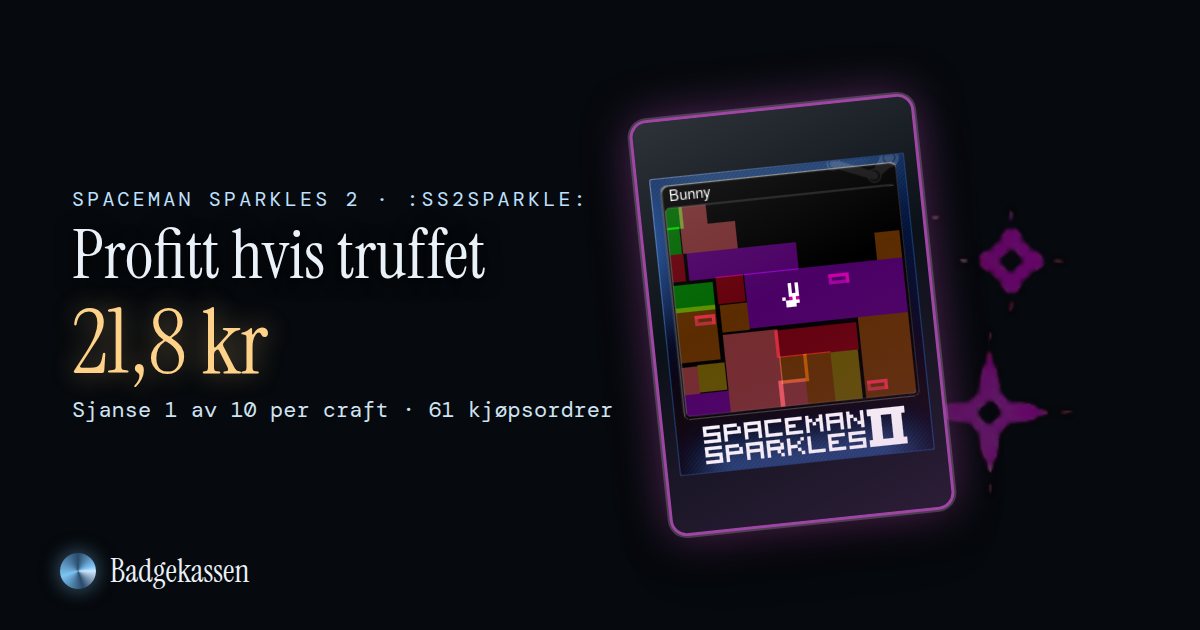 SPACEMAN SPARKLES 2 · :SS2SPARKLE:
Profitt hvis truffet
21,8 kr
Sjanse 1 av 10 per craft · 61 kjøpsordrer
Badgekassen
Bunny
SPACEMAN
SPARKLES II